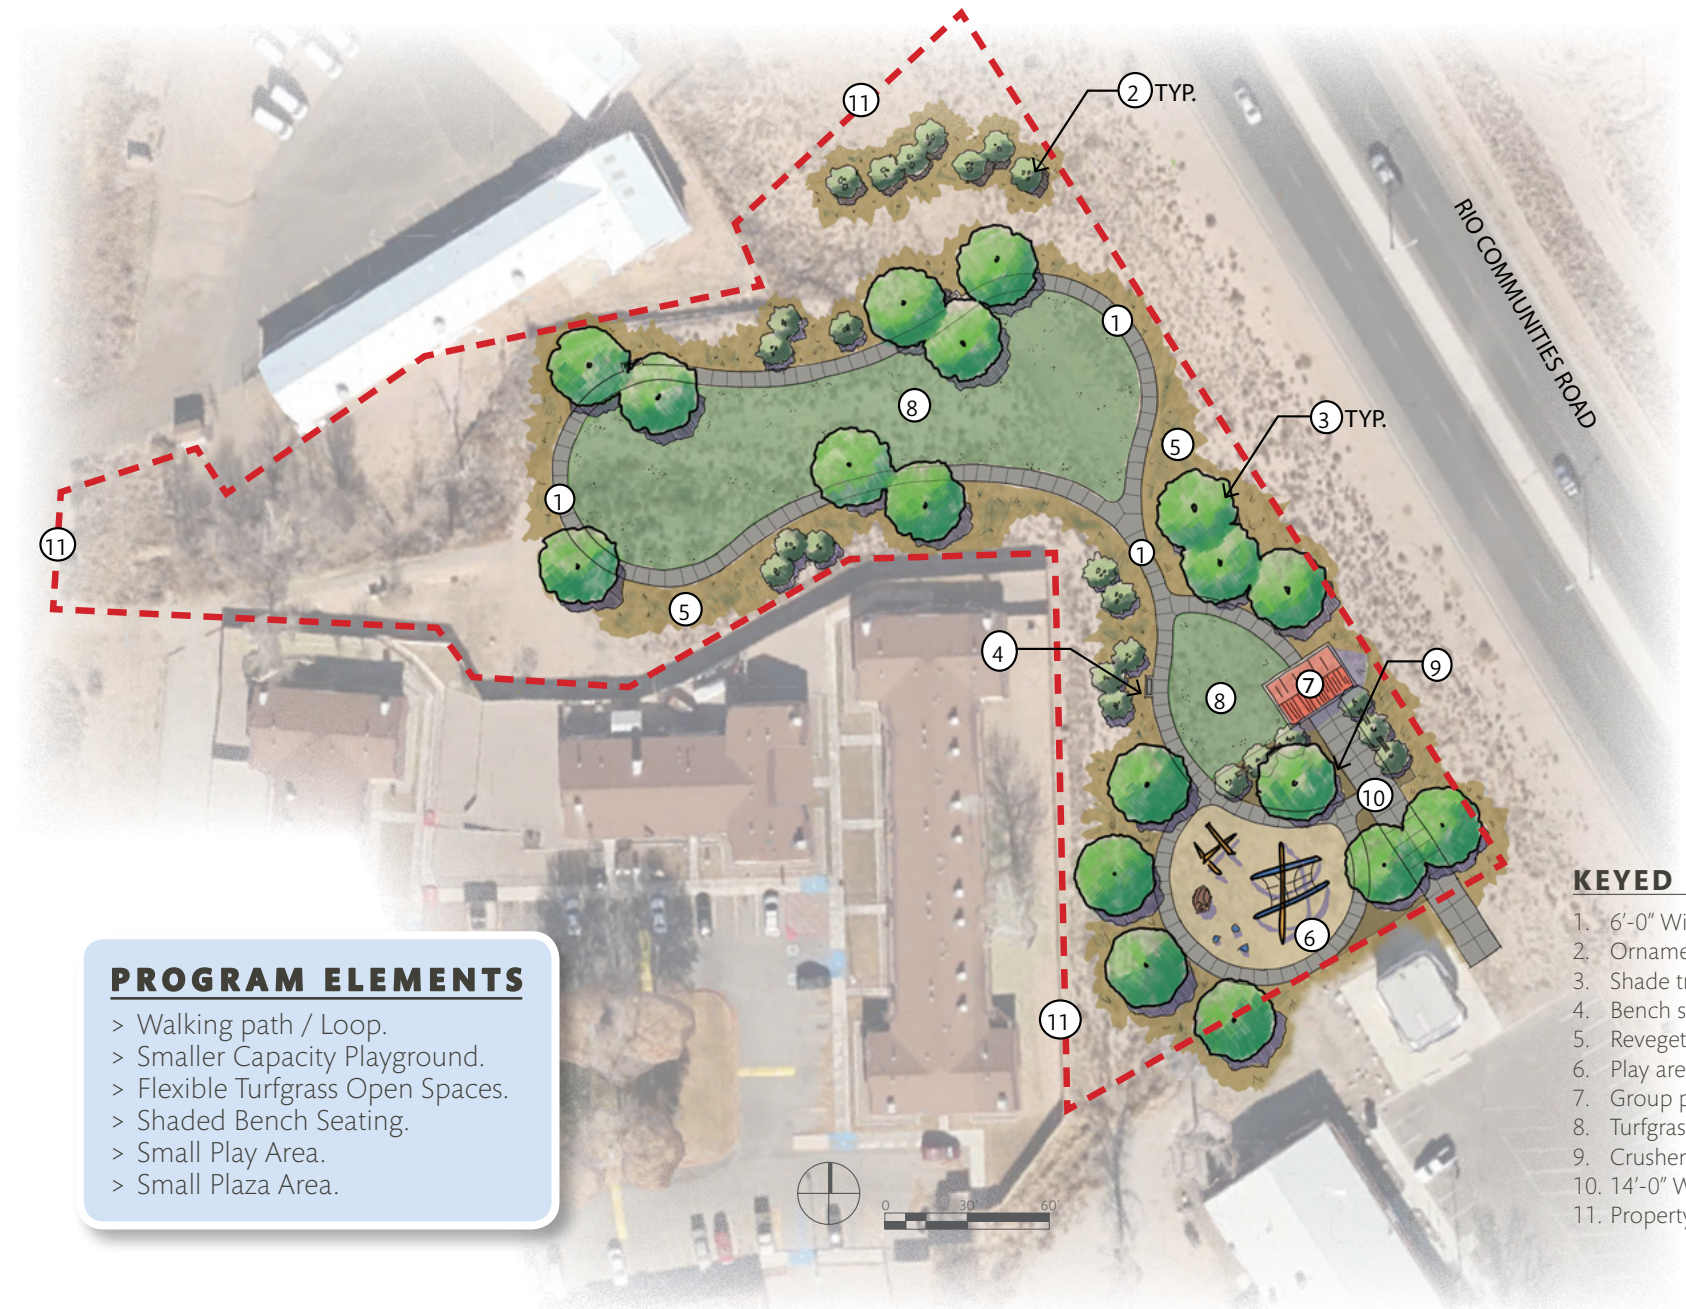 11
2 TYP.
RIO COMMUNITIES ROAD
1
8
3 TYP.
5
1
11
1
5
4
9
7
8
10
6
11
KEYED
1. 6'-0" Wi
2. Orname
3. Shade tr
4. Bench s
5. Reveget
6. Play are
7. Group p
8. Turfgras
9. Crusher
10. 14'-0" W
11. Property
PROGRAM ELEMENTS
> Walking path / Loop.
> Smaller Capacity Playground.
> Flexible Turfgrass Open Spaces.
> Shaded Bench Seating.
> Small Play Area.
> Small Plaza Area.
0 30' 60'